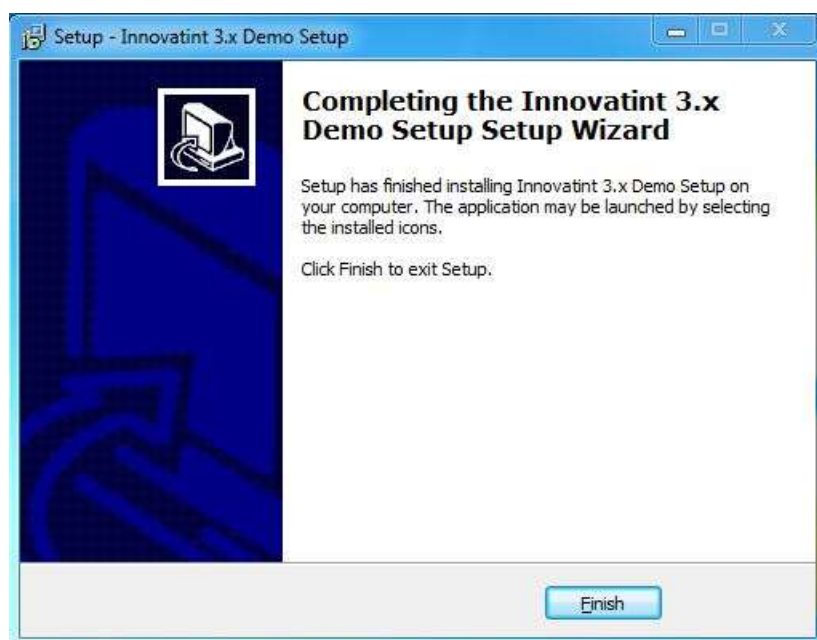 Setup - Innovatint 3.x Demo Setup
Completing the Innovatint 3.x
Demo Setup Setup Wizard
Setup has finished installing Innovatint 3.x Demo Setup on
your computer. The application may be launched by selecting
the installed icons.
Click Finish to exit Setup.
Finish